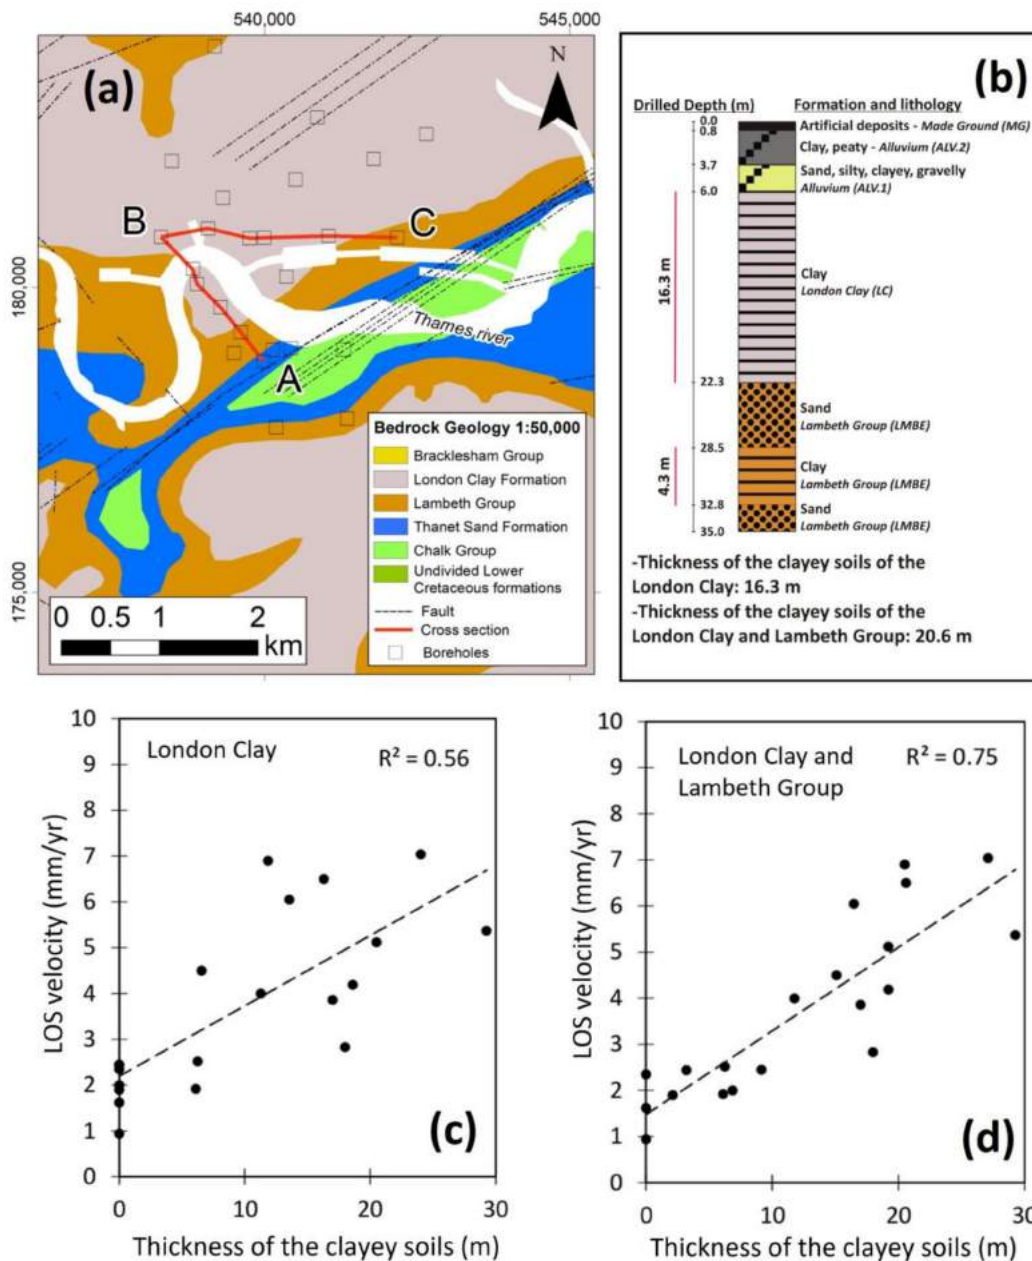 540,000
545,000
(a)
N
B
C
180,000
Thames river
A
175,000
Bedrock Geology 1:50,000
Bracklesham Group
London Clay Formation
Lambeth Group
Thanet Sand Formation
Chalk Group
Undivided Lower
Cretaceous formations
Fault
Cross section
Boreholes
0 0.5 1 2
km
(b)
Drilled Depth (m) Formation and lithology
0.0
Artificial deposits - Made Ground (MG)
0.8
Clay, peaty - Alluvium (ALV.2)
3.7
Sand, silty, clayey, gravelly
Alluvium (ALV.1)
6.0
16.3 m
Clay
London Clay (LC)
22.3
Sand
Lambeth Group (LMBE)
28.5
4.3 m
Clay
Lambeth Group (LMBE)
32.8
Sand
Lambeth Group (LMBE)
35.0
-Thickness of the clayey soils of the
London Clay: 16.3 m
-Thickness of the clayey soils of the
London Clay and Lambeth Group: 20.6 m
London Clay
R² = 0.56
LOS velocity (mm/yr)
10
9
8
7
6
5
4
3
2
1
0
(c)
0 10 20 30
Thickness of the clayey soils (m)
London Clay and
Lambeth Group
R² = 0.75
LOS velocity (mm/yr)
10
9
8
7
6
5
4
3
2
1
0
(d)
0 10 20 30
Thickness of the clayey soils (m)